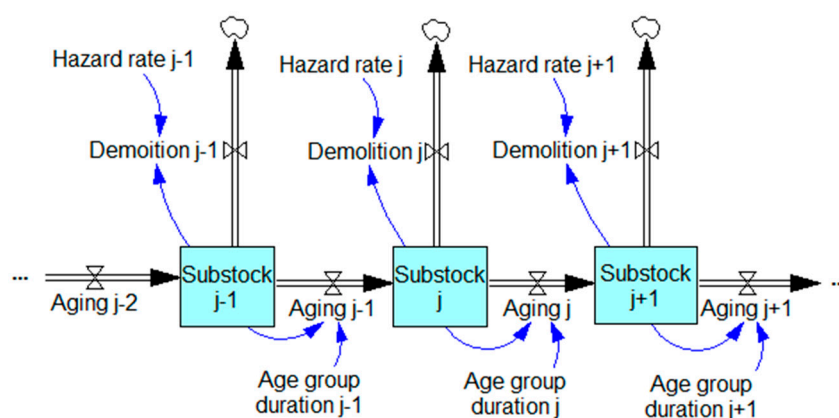 Hazard rate j-1
Hazard rate j
Hazard rate j+1
Demoition j-1
Demolition j
Demolition j+1
...
Substock
j-1
Substock
j
Substock
j+1
...
Aging j-2
Aging j-1
Aging j
Aging j+1
Age group
duration j-1
Age group
duration j
Age group
duration j+1